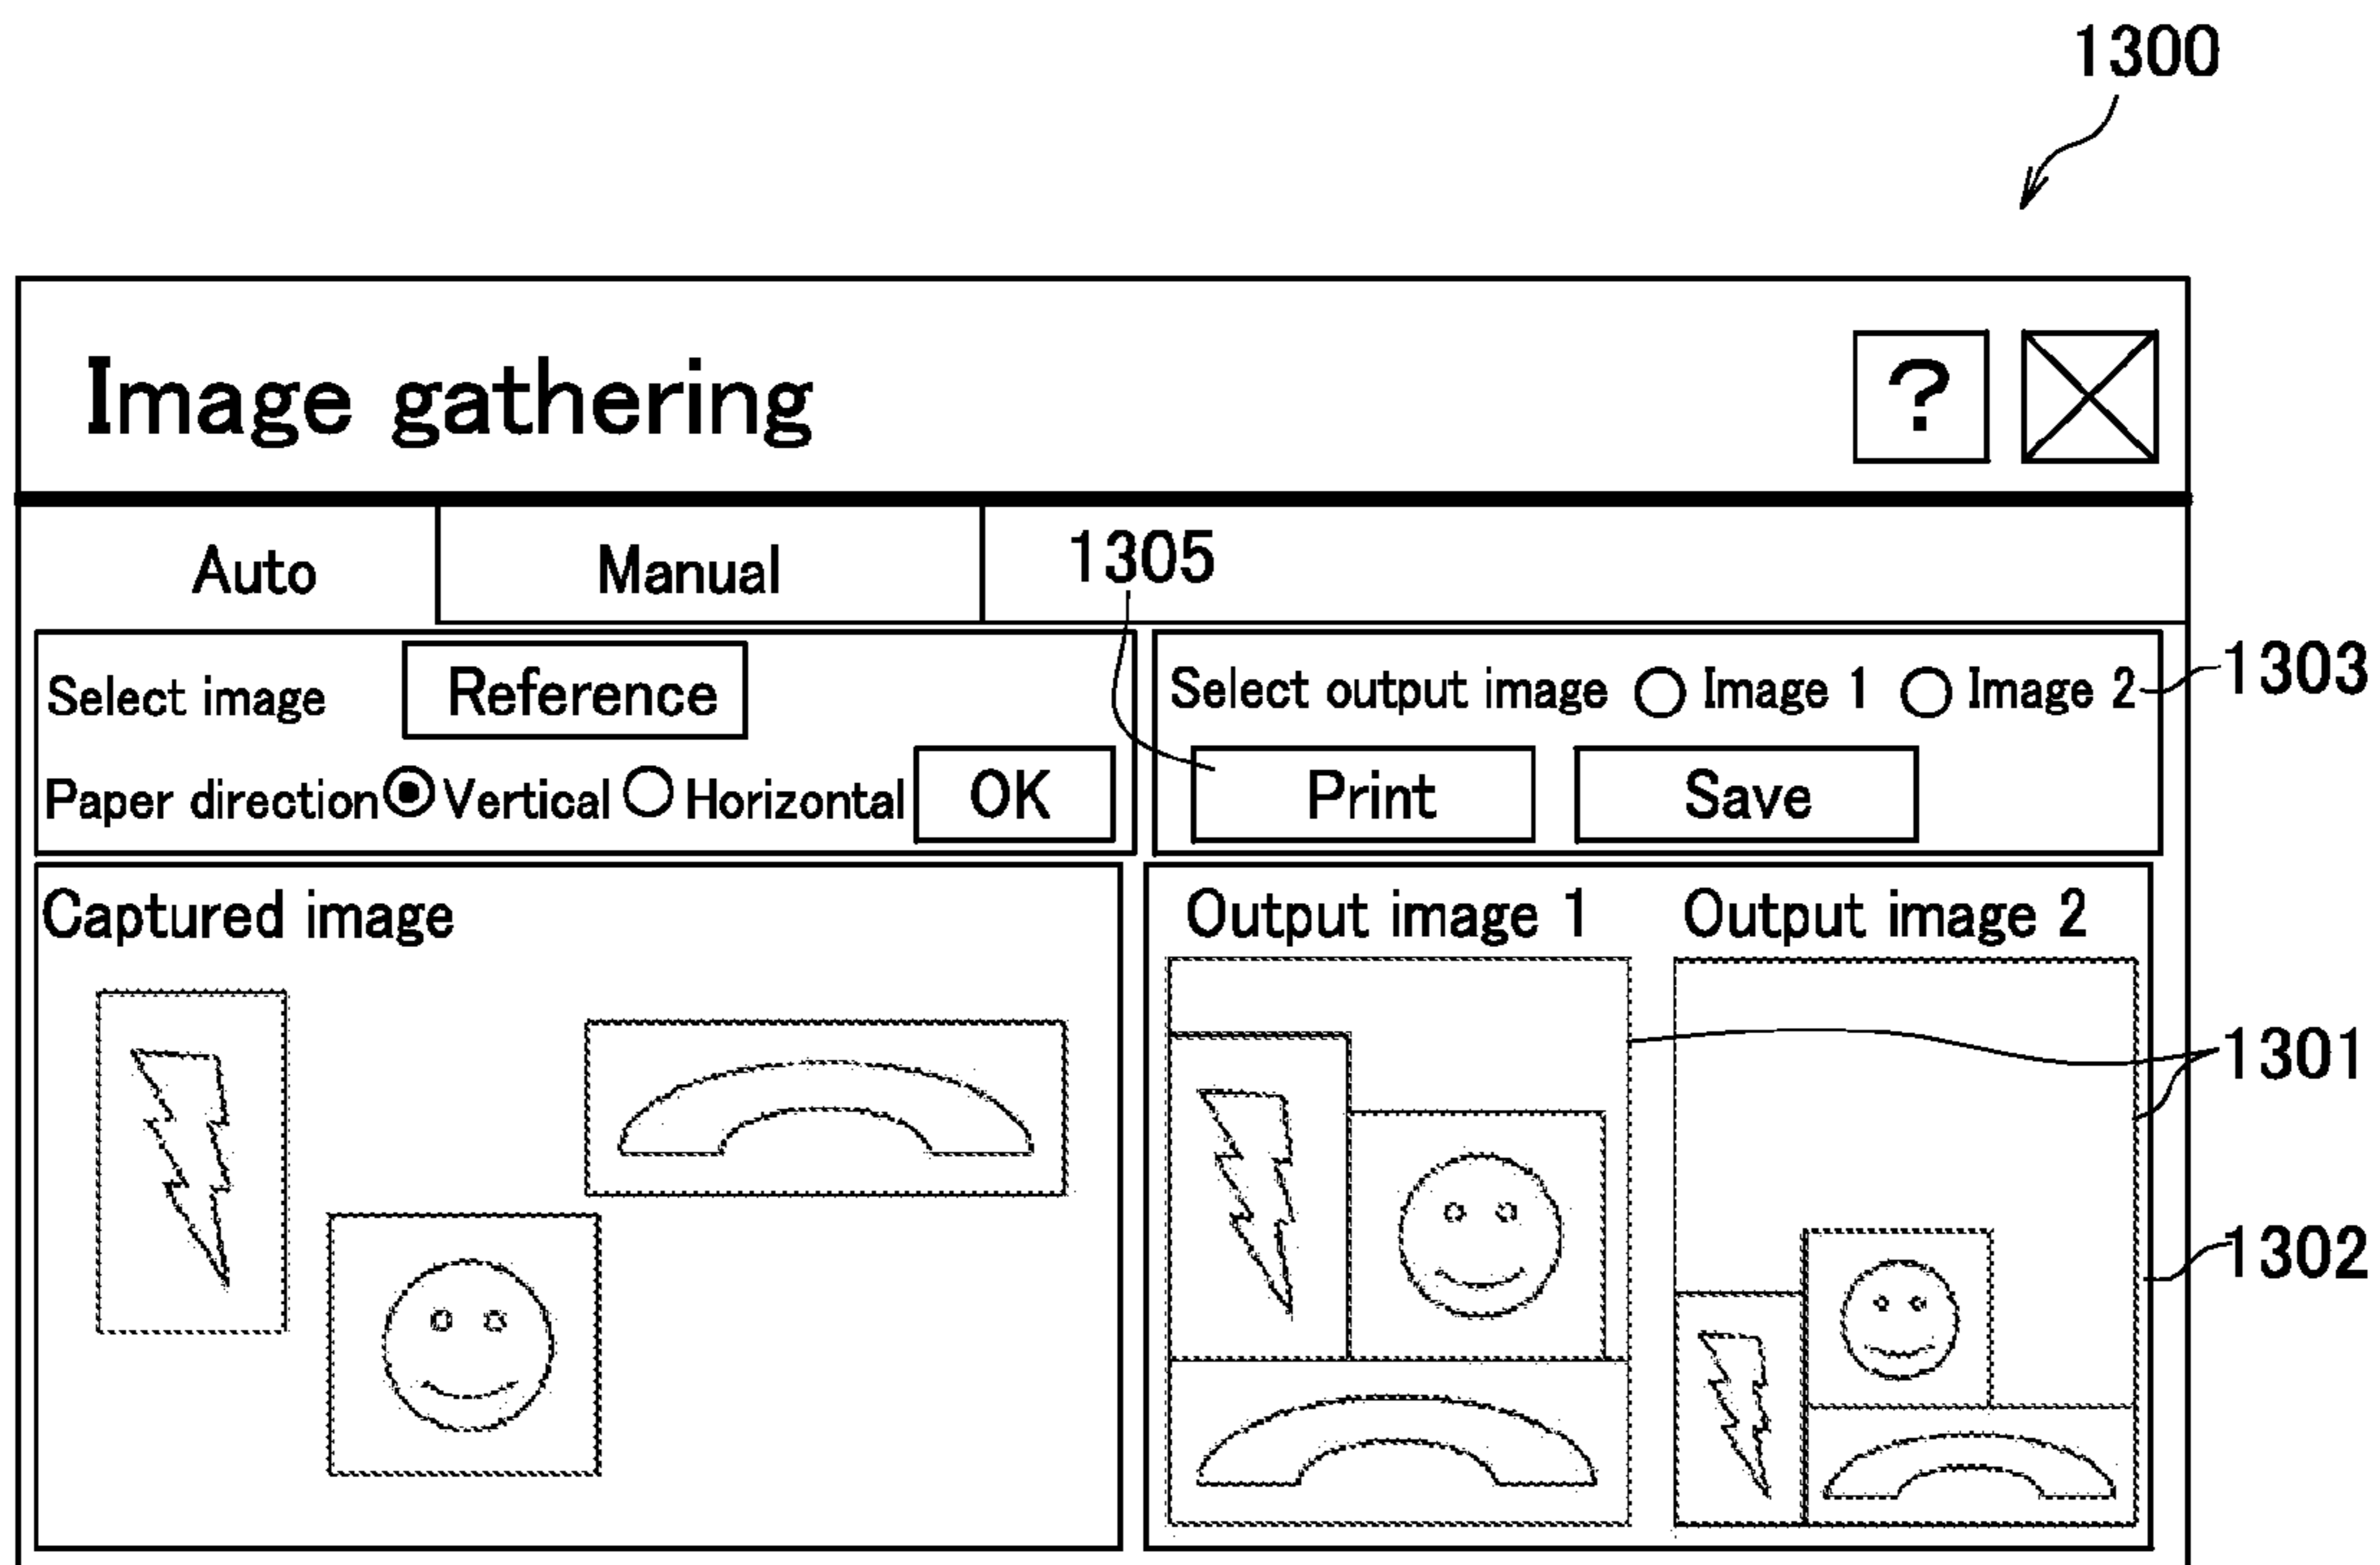 1300
Image gathering ?
Auto Manual 1305
Select image Reference
Paper direction Vertical Horizontal OK
Select output image Image 1 Image 2 1303
Print Save
Captured image
Output image 1 Output image 2
1301
1302